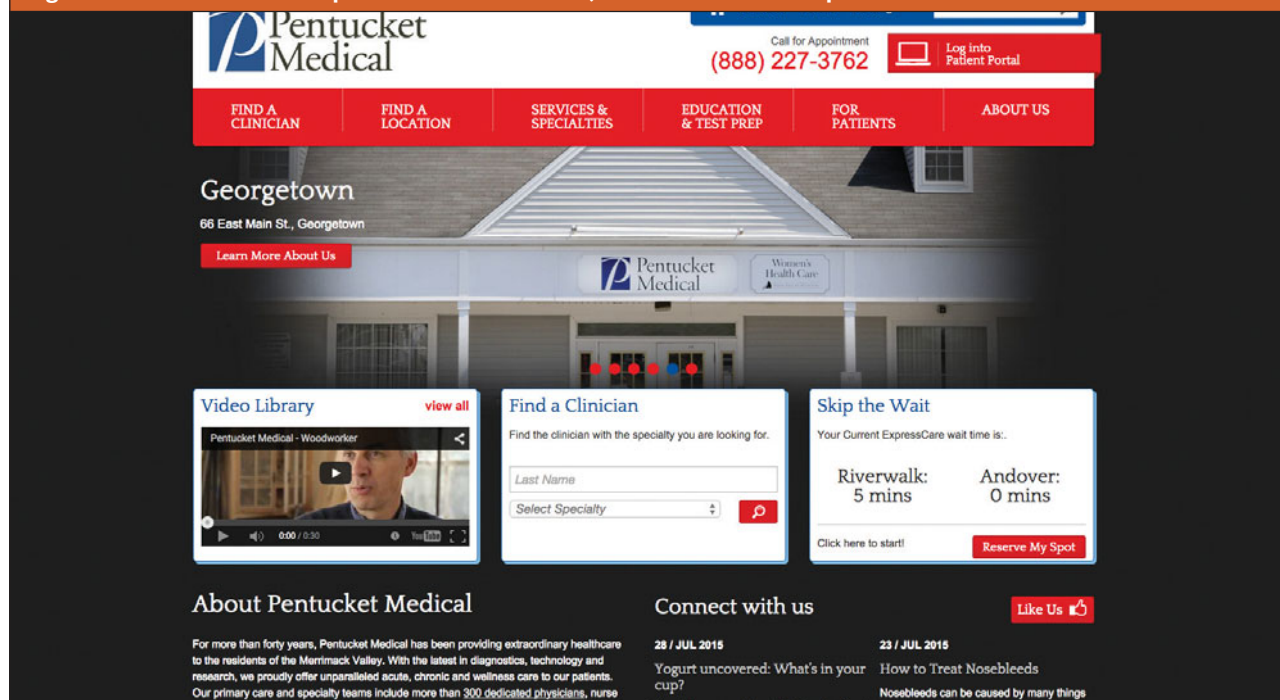 Pentucket
Medical
Call for Appointment
(888) 227-3762
Log into
Patient Portal
FIND A
CLINICIAN
FIND A
LOCATION
SERVICES &
SPECIALTIES
EDUCATION
& TEST PREP
FOR
PATIENTS
ABOUT US
Georgetown
66 East Main St., Georgetown
Learn More About Us
Pentucket
Medical
Women's
Health Care
Video Library
view all
Pentucket Medical - Woodworker
0:00 / 0:30
YouTube
Find a Clinician
Find the clinician with the specialty you are looking for.
Last Name
Select Specialty
Skip the Wait
Your Current ExpressCare wait time is:.
Riverwalk:
5 mins
Andover:
0 mins
Click here to start!
Reserve My Spot
About Pentucket Medical
For more than forty years, Pentucket Medical has been providing extraordinary healthcare
to the residents of the Merrimack Valley. With the latest in diagnostics, technology and
research, we proudly offer unparalleled acute, chronic and wellness care to our patients.
Our primary care and specialty teams include more than 300 dedicated physicians, nurse
Connect with us
Like Us
28 / JUL 2015
Yogurt uncovered: What's in your
cup?
23 / JUL 2015
How to Treat Nosebleeds
Nosebleeds can be caused by many things